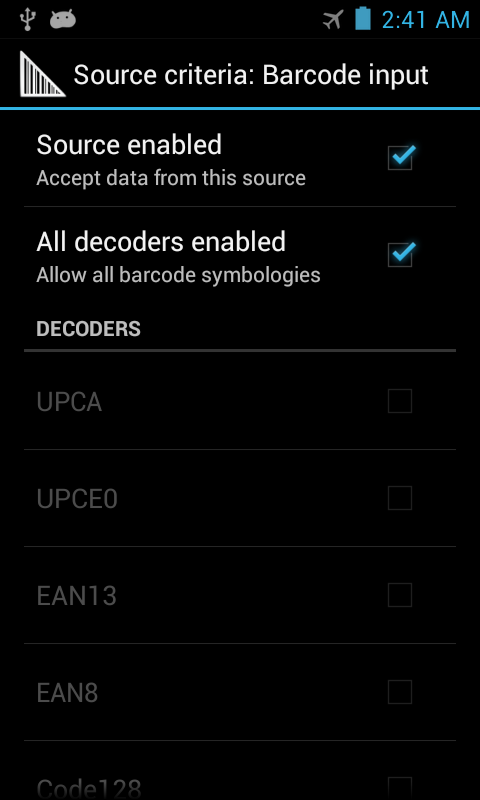 2:41 AM
Source criteria: Barcode input
Source enabled
Accept data from this source
All decoders enabled
Allow all barcode symbologies
DECODERS
UPCA
UPCE0
EAN13
EAN8
Code128